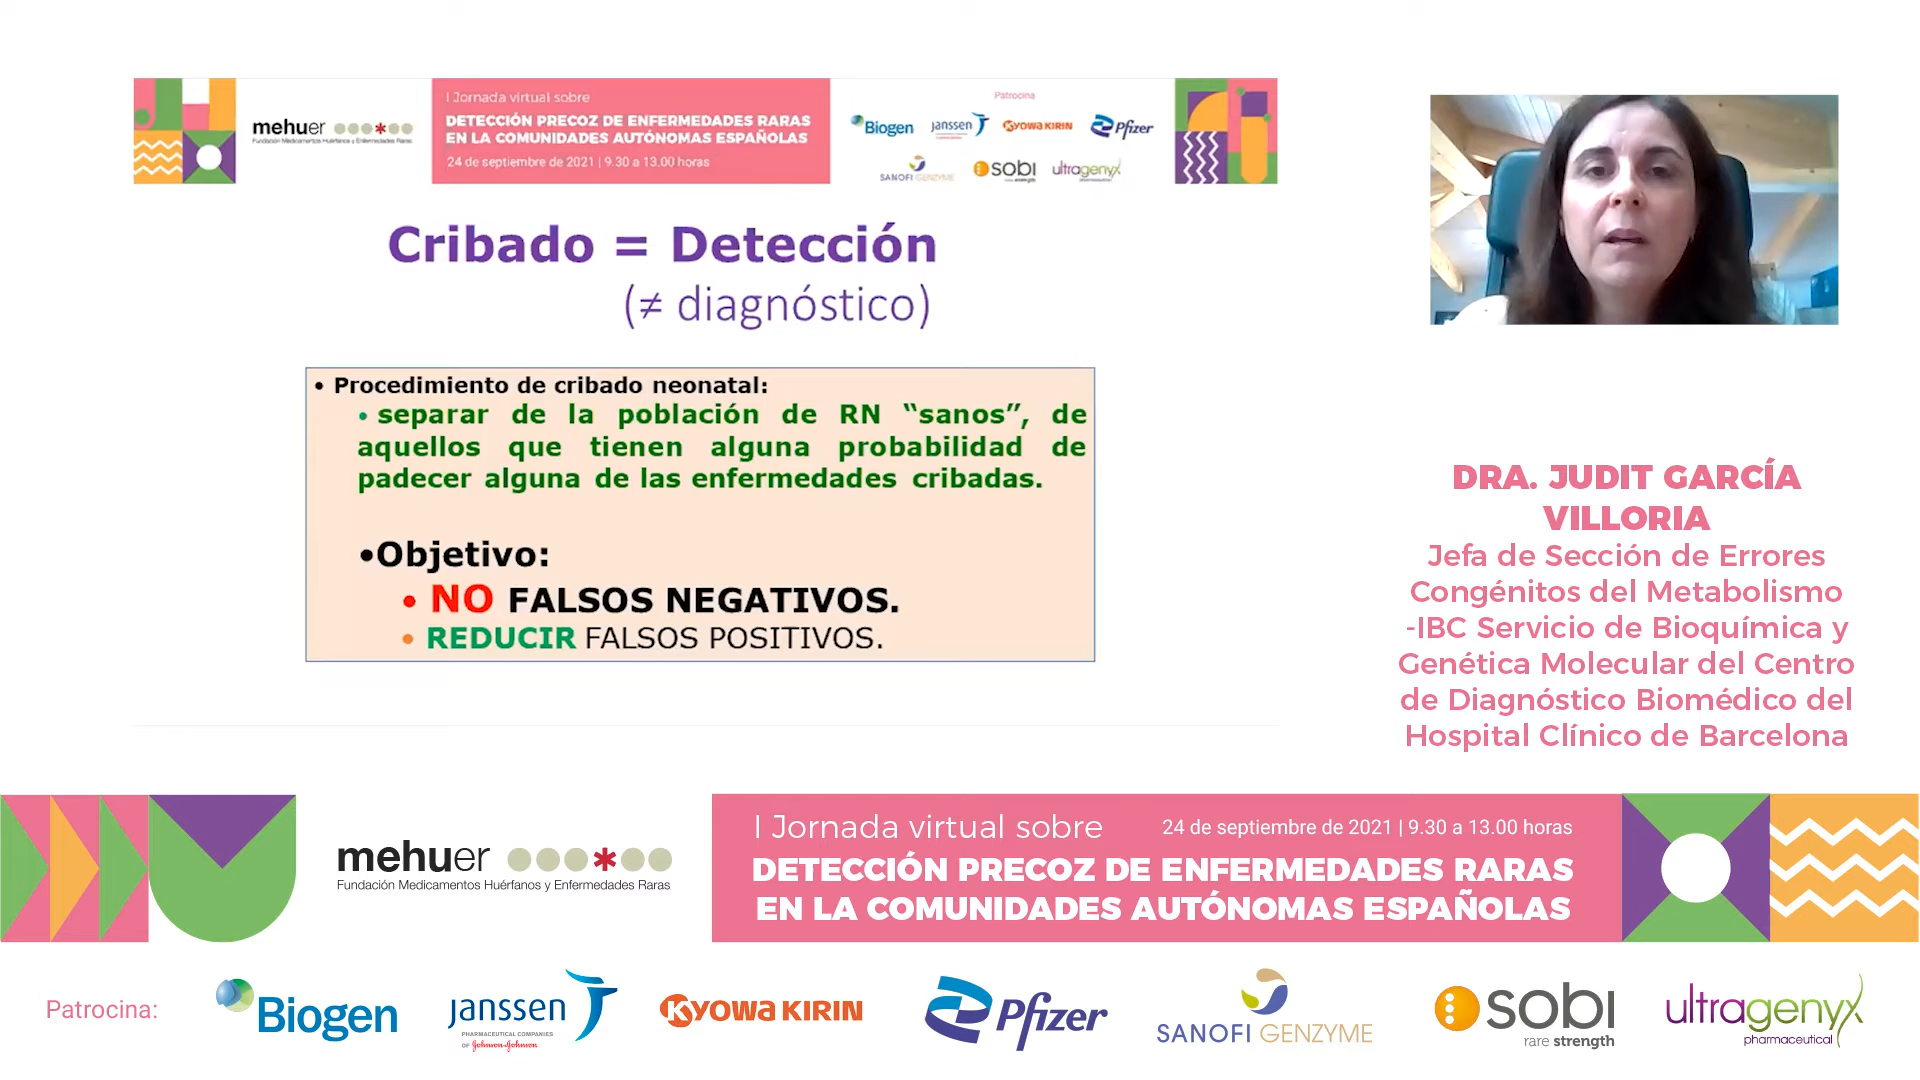 mehuer
Fundación Medicamentos Huérfanos y Enfermedades Raras
I Jornada virtual sobre
DETECCIÓN PRECOZ DE ENFERMEDADES RARAS
EN LA COMUNIDADES AUTÓNOMAS ESPAÑOLAS
24 de septiembre de 2021 | 9.30 a 13.00 horas
Patrocina
Biogen
janssen
KYOWA KIRIN
Pfizer
SANOFI GENZYME
sobi
rare strength
ultragenyx
pharmaceutical
Cribado = Detección
(≠ diagnóstico)
• Procedimiento de cribado neonatal:
• separar de la población de RN “sanos”, de
aquellos que tienen alguna probabilidad de
padecer alguna de las enfermedades cribadas.
•Objetivo:
• NO FALSOS NEGATIVOS.
• REDUCIR FALSOS POSITIVOS.
DRA. JUDIT GARCÍA
VILLORIA
Jefa de Sección de Errores
Congénitos del Metabolismo
-IBC Servicio de Bioquímica y
Genética Molecular del Centro
de Diagnóstico Biomédico del
Hospital Clínico de Barcelona
mehuer
Fundación Medicamentos Huérfanos y Enfermedades Raras
I Jornada virtual sobre
24 de septiembre de 2021 | 9.30 a 13.00 horas
DETECCIÓN PRECOZ DE ENFERMEDADES RARAS
EN LA COMUNIDADES AUTÓNOMAS ESPAÑOLAS
Patrocina:
Biogen
janssen
PHARMACEUTICAL COMPANIES
OF Johnson & Johnson
KYOWA KIRIN
Pfizer
SANOFI GENZYME
sobi
rare strength
ultragenyx
pharmaceutical